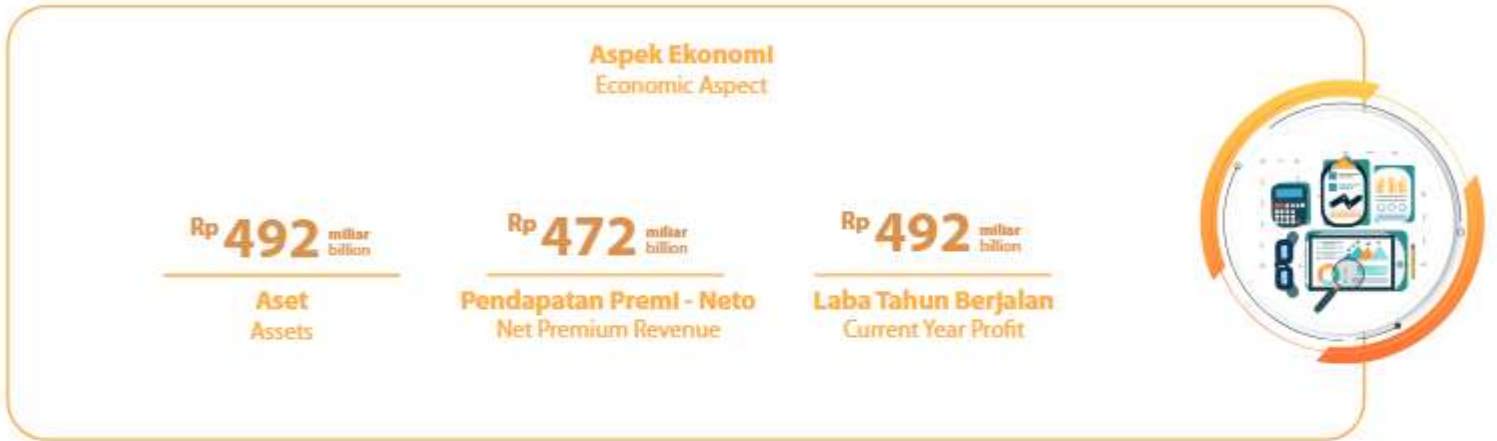 Aspek Ekonomi
Economic Aspect
Rp 492 miliar
billion
Aset
Assets
Rp 472 miliar
billion
Pendapatan Premi - Neto
Net Premium Revenue
Rp 492 miliar
billion
Laba Tahun Berjalan
Current Year Profit